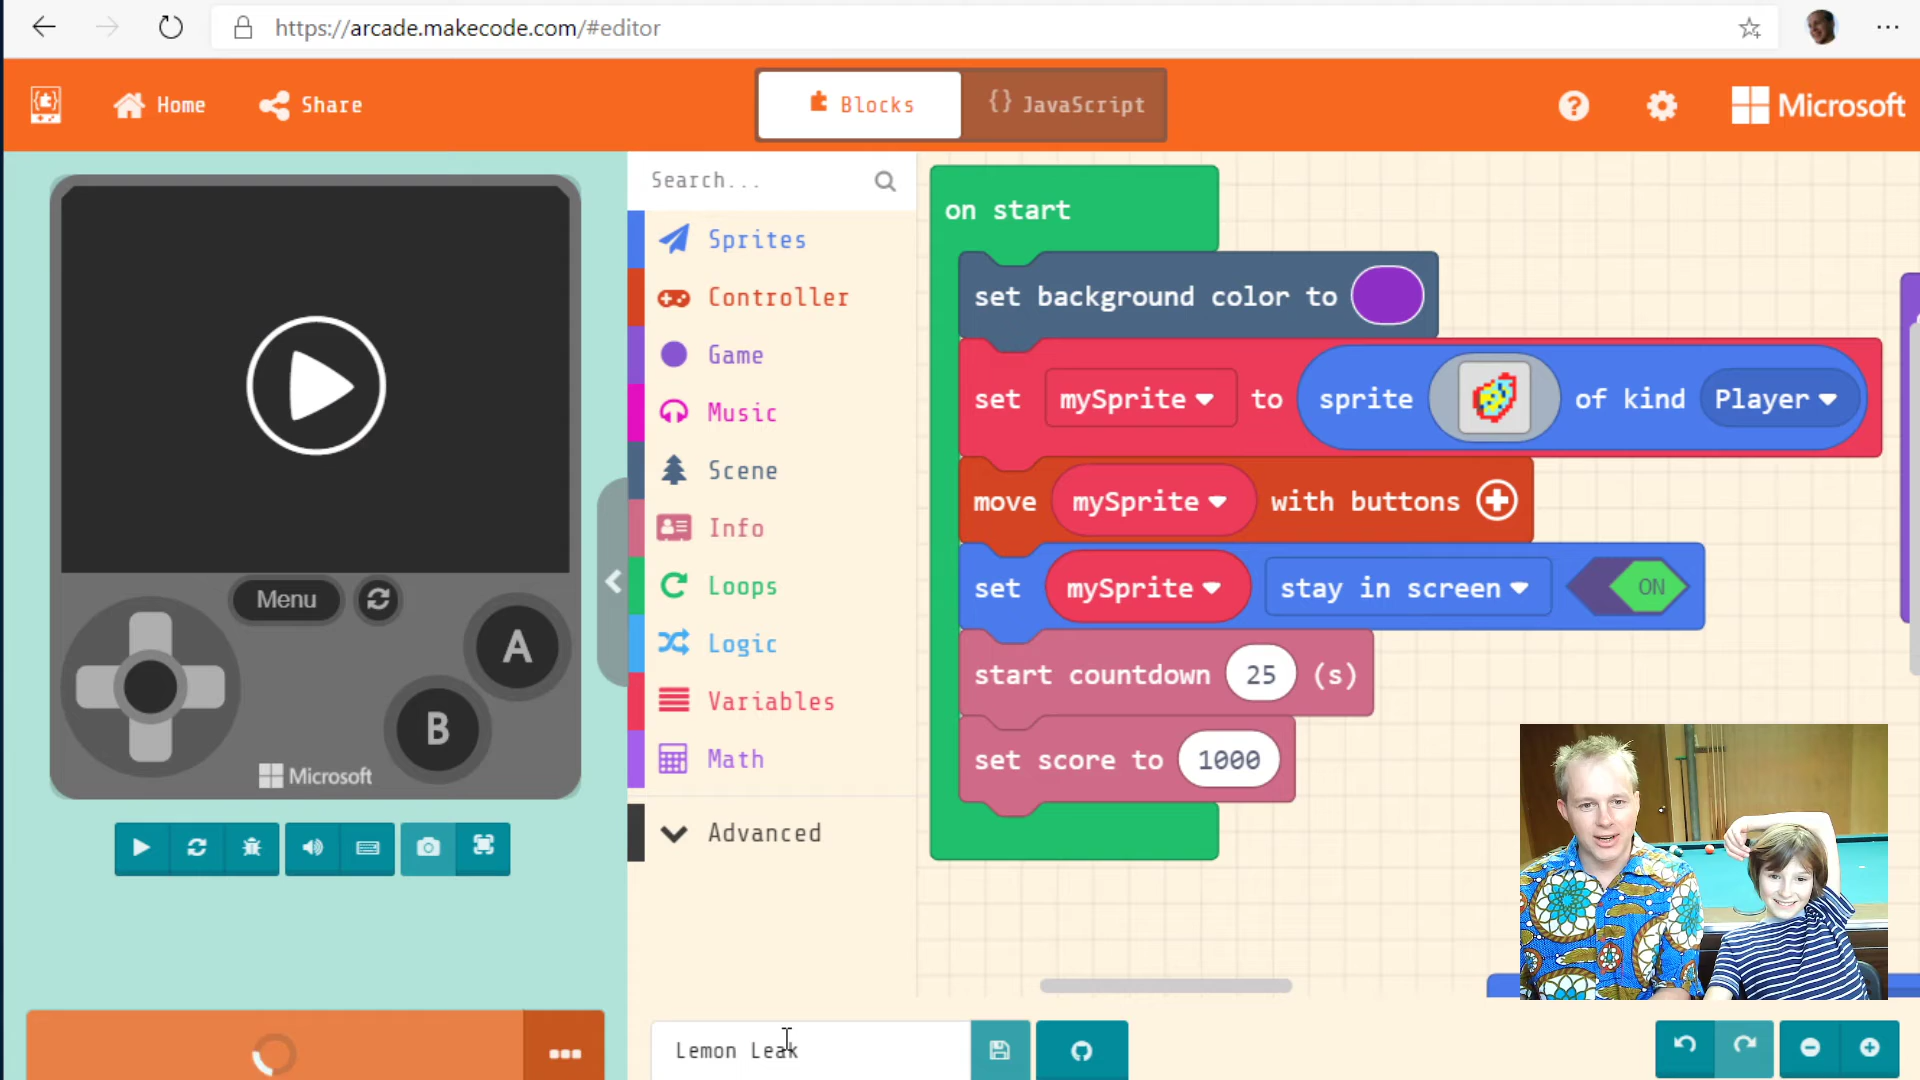 https://arcade.makecode.com/#editor
Home
Share
Blocks
{} JavaScript
Microsoft
Search...
Sprites
Controller
Game
Music
Scene
Info
Loops
Logic
Variables
Math
Advanced
on start
set background color to
set mySprite to sprite of kind Player
move mySprite with buttons
set mySprite stay in screen ON
start countdown 25 (s)
set score to 1000
Menu
A
B
Microsoft
Lemon Leak